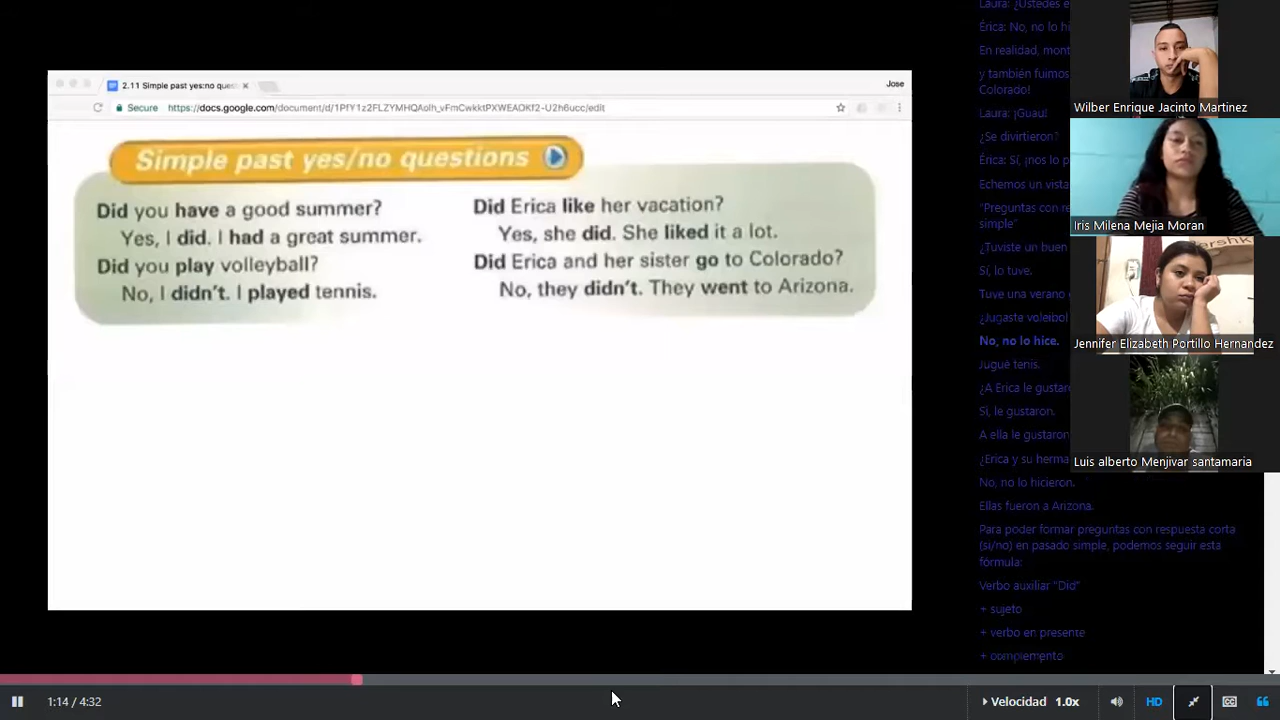 2.11 Simple past yes:no ques
Jose
Secure https://docs.google.com/document/d/1PfY1z2FLZYMHQAolh_vFmCwkktPXWEAOKf2-U2h6ucc/edit
Simple past yes/no questions
Did you have a good summer?
Yes, I did. I had a great summer.
Did you play volleyball?
No, I didn't. I played tennis.
Did Erica like her vacation?
Yes, she did. She liked it a lot.
Did Erica and her sister go to Colorado?
No, they didn't. They went to Arizona.
Laura: ¿Ustedes e
Érica: No, no lo hi
En realidad, mont
y también fuimos
Colorado!
Laura: ¡Guau!
¿Se divirtieron?
Érica: Sí, ¡nos lo p
Echemos un vista
"Preguntas con re
simple"
¿Tuviste un buen
Sí, lo tuve.
Tuve una verano
¿Jugaste voleibol
No, no lo hice.
Jugué tenis.
¿A Erica le gustaro
Sí, le gustaron.
A ella le gustaron
¿Erica y su herma
No, no lo hicieron.
Ellas fueron a Arizona.
Para poder formar preguntas con respuesta corta
(sí/no) en pasado simple, podemos seguir esta
fórmula:
Verbo auxiliar "Did"
+ sujeto
+ verbo en presente
+ complemento
Wilber Enrique Jacinto Martinez
Iris Milena Mejia Moran
Jennifer Elizabeth Portillo Hernandez
Luis alberto Menjivar santamaria
1:14 / 4:32
Velocidad 1.0x
HD
CC